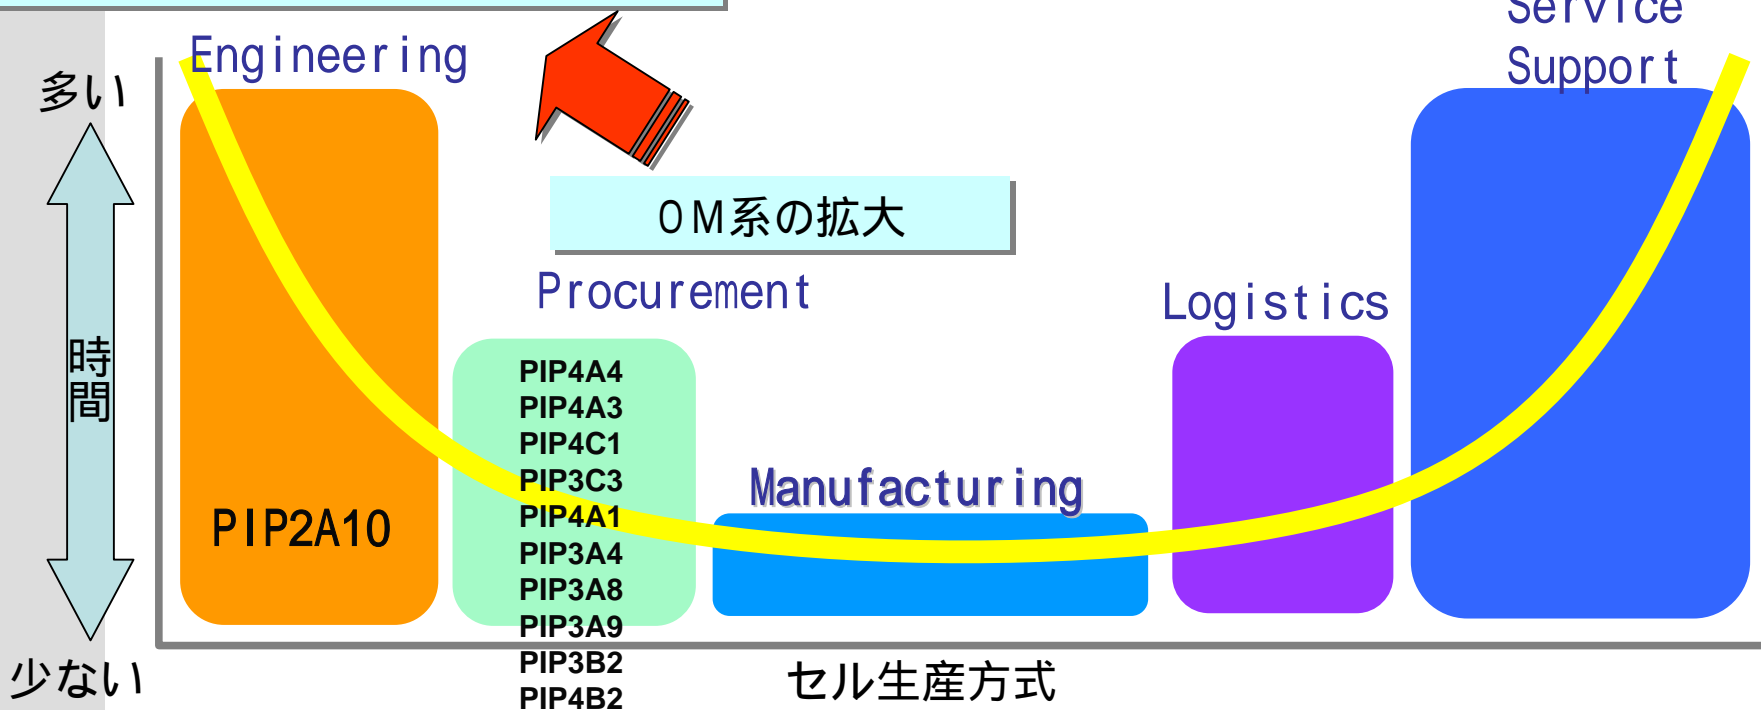 Service
Support
Engineering
多い
OM系の拡大
Procurement
Logistics
時間
PIP4A4
PIP4A3
PIP4C1
PIP3C3
PIP4A1
PIP3A4
PIP3A8
PIP3A9
PIP3B2
PIP4B2
Manufacturing
PIP2A10
少ない
セル生産方式